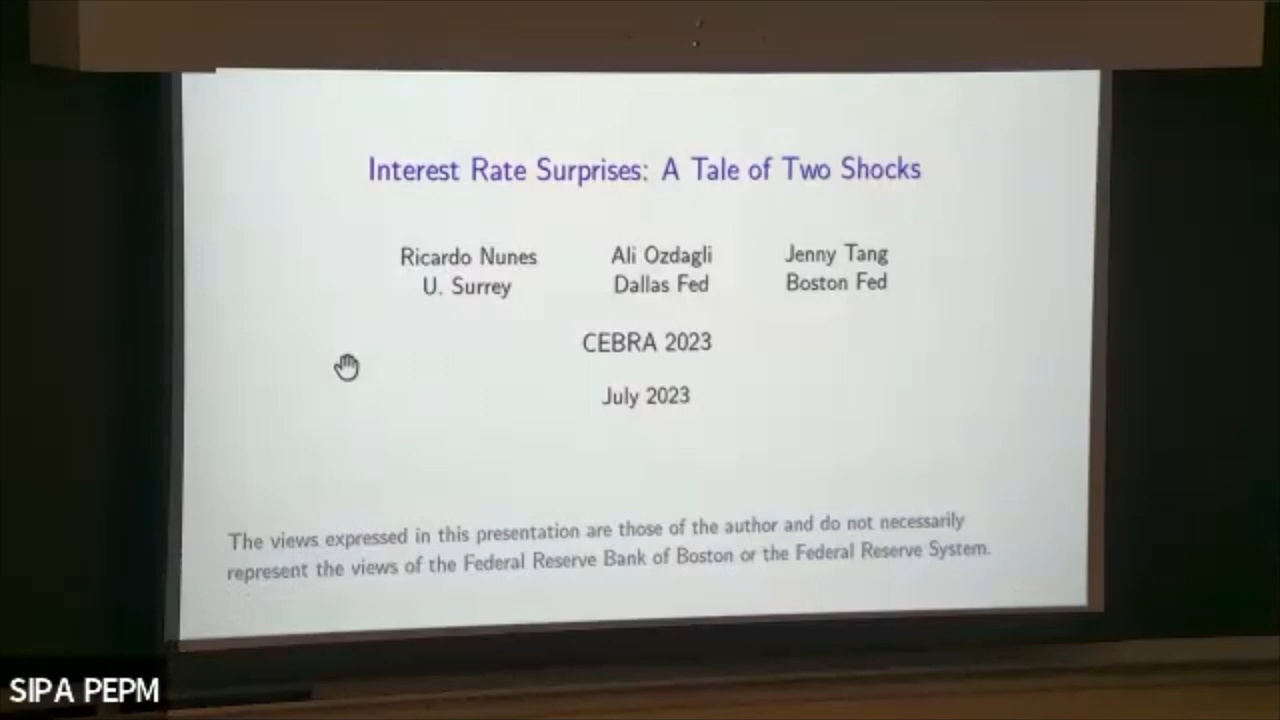 Interest Rate Surprises: A Tale of Two Shocks
Ricardo Nunes Ali Ozdagli Jenny Tang
U. Surrey Dallas Fed Boston Fed
CEBRA 2023
July 2023
The views expressed in this presentation are those of the author and do not necessarily
represent the views of the Federal Reserve Bank of Boston or the Federal Reserve System.
SIPA PEPM